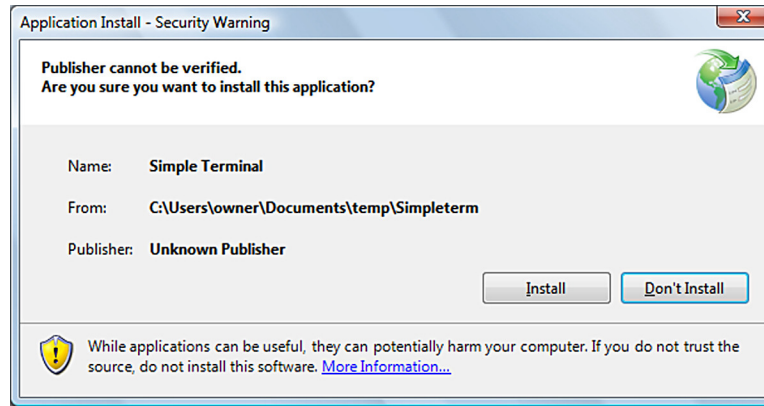 Application Install - Security Warning
Publisher cannot be verified.
Are you sure you want to install this application?
Name: Simple Terminal
From: C:\Users\owner\Documents\temp\Simpleterm
Publisher: Unknown Publisher
Install Don't Install
While applications can be useful, they can potentially harm your computer. If you do not trust the
source, do not install this software. More Information...